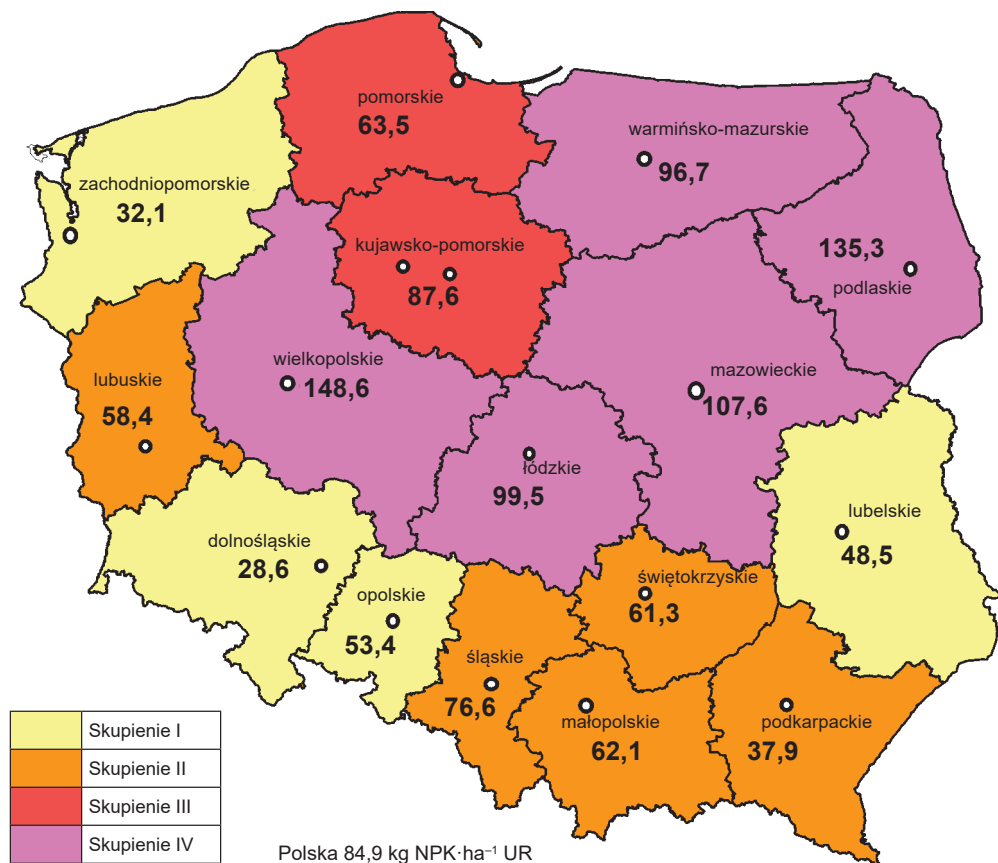 pomorskie
63,5
warmińsko-mazurskie
96,7
zachodniopomorskie
32,1
kujawsko-pomorskie
87,6
135,3
podlaskie
wielkopolskie
148,6
lubuskie
58,4
mazowieckie
107,6
łódzkie
99,5
lubelskie
48,5
dolnośląskie
28,6
opolskie
53,4
świętokrzyskie
61,3
śląskie
76,6
małopolskie
62,1
podkarpackie
37,9
Skupienie I
Skupienie II
Skupienie III
Skupienie IV
Polska 84,9 kg NPK·ha⁻¹ UR